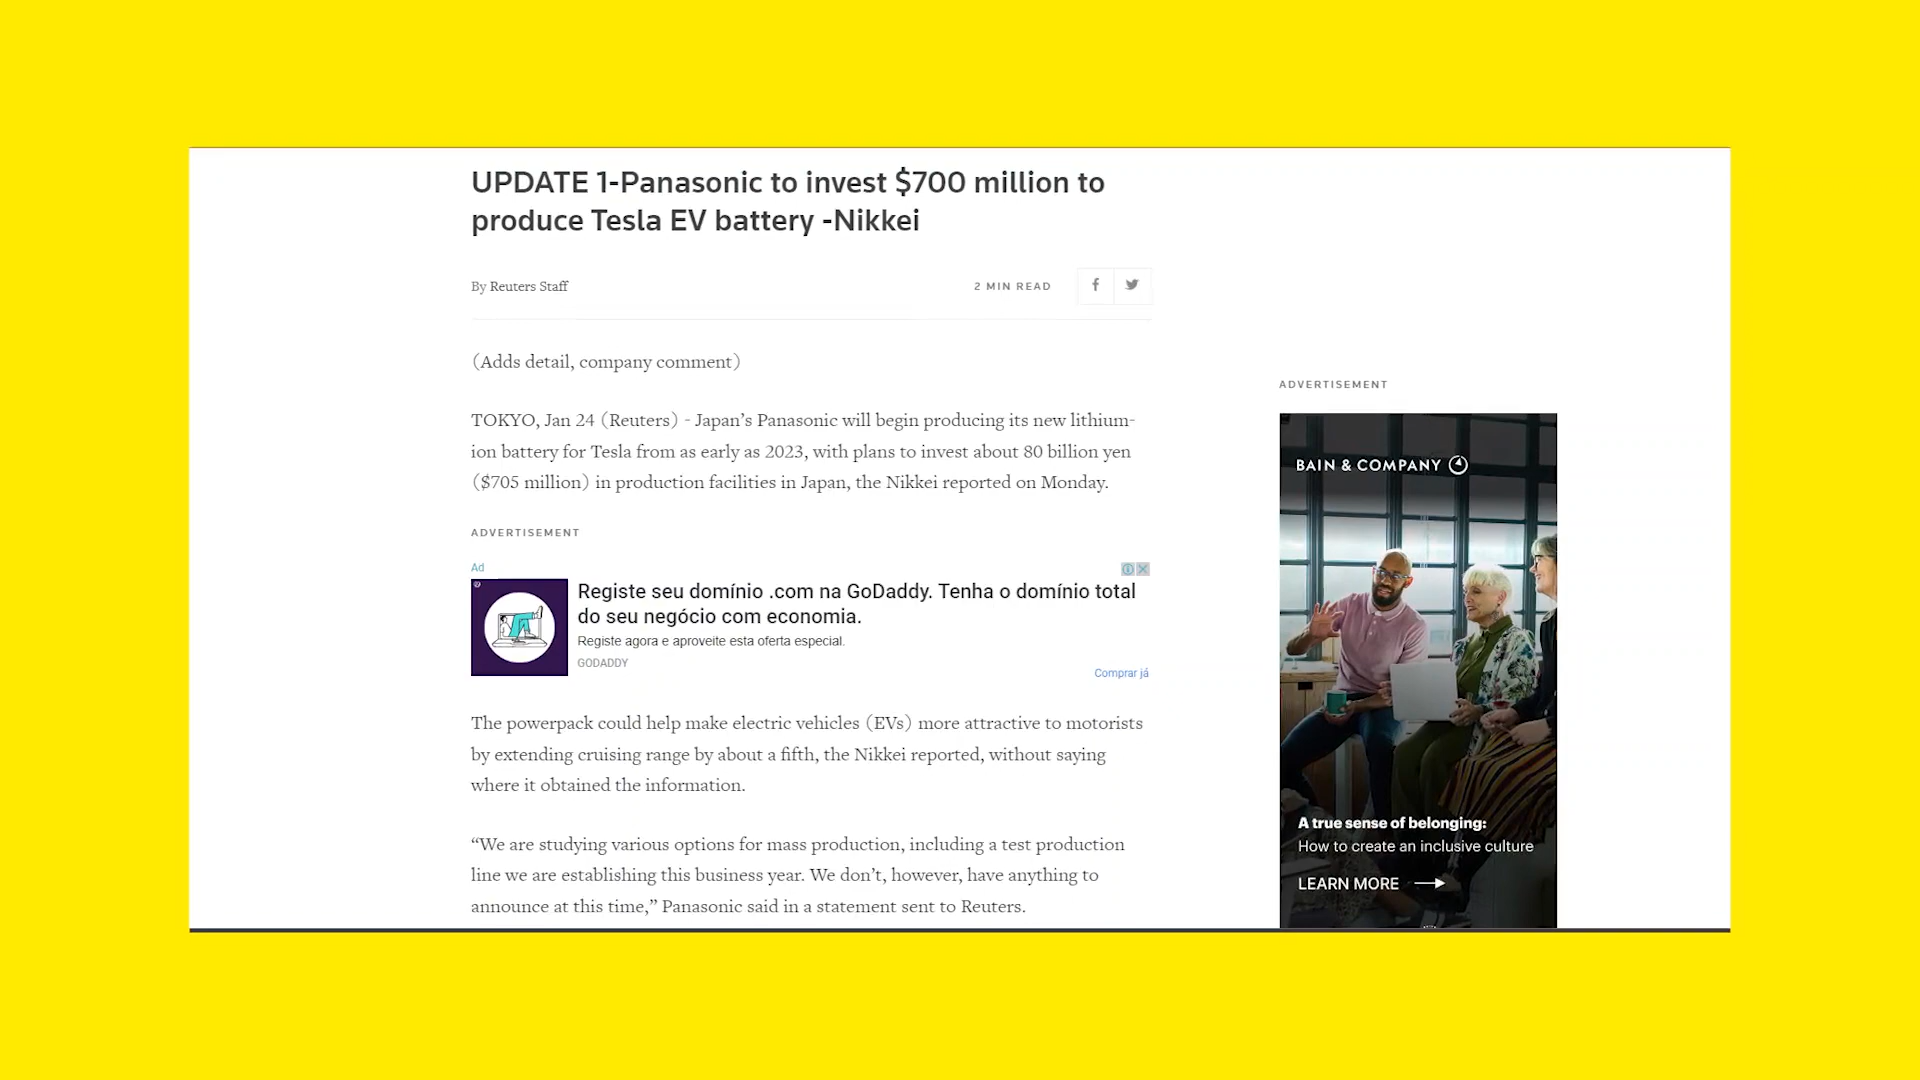 UPDATE 1-Panasonic to invest $700 million to
produce Tesla EV battery -Nikkei
By Reuters Staff
2 MIN READ
(Adds detail, company comment)
TOKYO, Jan 24 (Reuters) - Japan’s Panasonic will begin producing its new lithium-
ion battery for Tesla from as early as 2023, with plans to invest about 80 billion yen
($705 million) in production facilities in Japan, the Nikkei reported on Monday.
ADVERTISEMENT
Ad
Registe seu domínio .com na GoDaddy. Tenha o domínio total
do seu negócio com economia.
Registe agora e aproveite esta oferta especial.
GODADDY
Comprar já
The powerpack could help make electric vehicles (EVs) more attractive to motorists
by extending cruising range by about a fifth, the Nikkei reported, without saying
where it obtained the information.
“We are studying various options for mass production, including a test production
line we are establishing this business year. We don’t, however, have anything to
announce at this time,” Panasonic said in a statement sent to Reuters.
ADVERTISEMENT
BAIN & COMPANY
A true sense of belonging:
How to create an inclusive culture
LEARN MORE